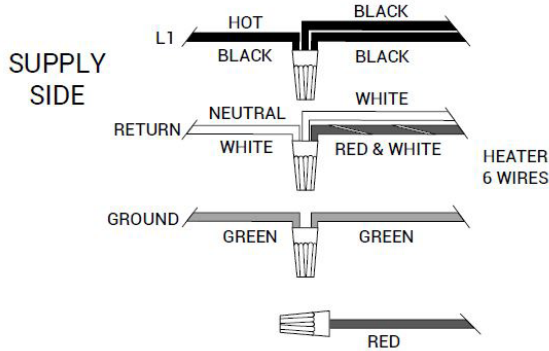 BLACK
HOT
L1
BLACK
BLACK
SUPPLY
SIDE
WHITE
NEUTRAL
RETURN
WHITE
RED & WHITE
HEATER
6 WIRES
GROUND
GREEN
GREEN
RED